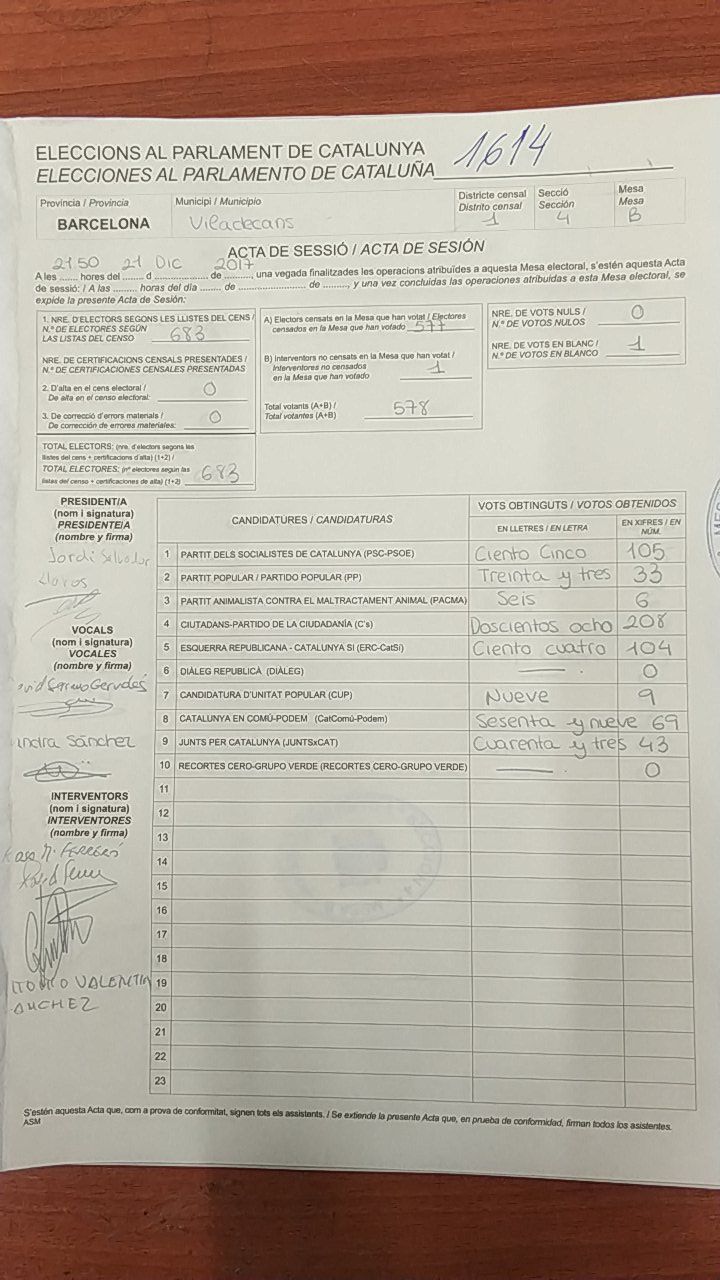 ELECCIONS AL PARLAMENT DE CATALUNYA
ELECCIONES AL PARLAMENTO DE CATALUÑA 1614
Província / Provincia
BARCELONA
Municipi / Municipio
Viladecans
Districte censal
Distrito censal
1
Secció
Sección
4
Mesa
Mesa
B
ACTA DE SESSIÓ / ACTA DE SESIÓN
A les 21:50 hores del 21 d DIC de 2017, una vegada finalitzades les operacions atribuïdes a aquesta Mesa electoral, s'estén aquesta Acta
de sessió: / A las ......... horas del día ....... de ........................ de ........, y una vez concluidas las operaciones atribuidas a esta Mesa electoral, se
expide la presente Acta de Sesión:
1. NRE. D'ELECTORS SEGONS LES LLISTES DEL CENS /
N.º DE ELECTORES SEGÚN
LAS LISTAS DEL CENSO 683
NRE. DE CERTIFICACIONS CENSALS PRESENTADES /
N.º DE CERTIFICACIONES CENSALES PRESENTADAS
2. D'alta en el cens electoral /
De alta en el censo electoral: 0
3. De correcció d'errors materials /
De corrección de errores materiales: 0
TOTAL ELECTORS: (nre. d'electors segons les
llistes del cens + certificacions d'alta) (1+2) /
TOTAL ELECTORES: (nº electores según las
listas del censo + certificaciones de alta) (1+2) 683
A) Electors censats en la Mesa que han votat / Electores
censados en la Mesa que han votado 577
B) Interventors no censats en la Mesa que han votat /
Interventores no censados
en la Mesa que han votado 1
Total votants (A+B) /
Total votantes (A+B) 578
NRE. DE VOTS NULS /
N.º DE VOTOS NULOS 0
NRE. DE VOTS EN BLANC /
N.º DE VOTOS EN BLANCO 1
PRESIDENT/A
(nom i signatura)
PRESIDENTE/A
(nombre y firma)
Jordi Salvador
VOCALS
(nom i signatura)
VOCALES
(nombre y firma)
Sánchez
INTERVENTORS
(nom i signatura)
INTERVENTORES
(nombre y firma)
VALENTIN
CANDIDATURES / CANDIDATURAS
VOTS OBTINGUTS / VOTOS OBTENIDOS
EN LLETRES / EN LETRA
EN XIFRES / EN
NÚM.
1 PARTIT DELS SOCIALISTES DE CATALUNYA (PSC-PSOE) Ciento Cinco 105
2 PARTIT POPULAR / PARTIDO POPULAR (PP) Treinta y tres 33
3 PARTIT ANIMALISTA CONTRA EL MALTRACTAMENT ANIMAL (PACMA) Seis 6
4 CIUTADANS-PARTIDO DE LA CIUDADANÍA (C's) Doscientos ocho 208
5 ESQUERRA REPUBLICANA - CATALUNYA SI (ERC-CatSí) Ciento cuatro 104
6 DIÀLEG REPUBLICÀ (DIÀLEG) —. 0
7 CANDIDATURA D'UNITAT POPULAR (CUP) Nueve 9
8 CATALUNYA EN COMÚ-PODEM (CatComú-Podem) Sesenta y nueve 69
9 JUNTS PER CATALUNYA (JUNTSxCAT) Cuarenta y tres 43
10 RECORTES CERO-GRUPO VERDE (RECORTES CERO-GRUPO VERDE) —. 0
11
12
13
14
15
16
17
18
19
20
21
22
23
S'estén aquesta Acta que, com a prova de conformitat, signen tots els assistents. / Se extiende la presente Acta que, en prueba de conformidad, firman todos los asistentes.
ASM